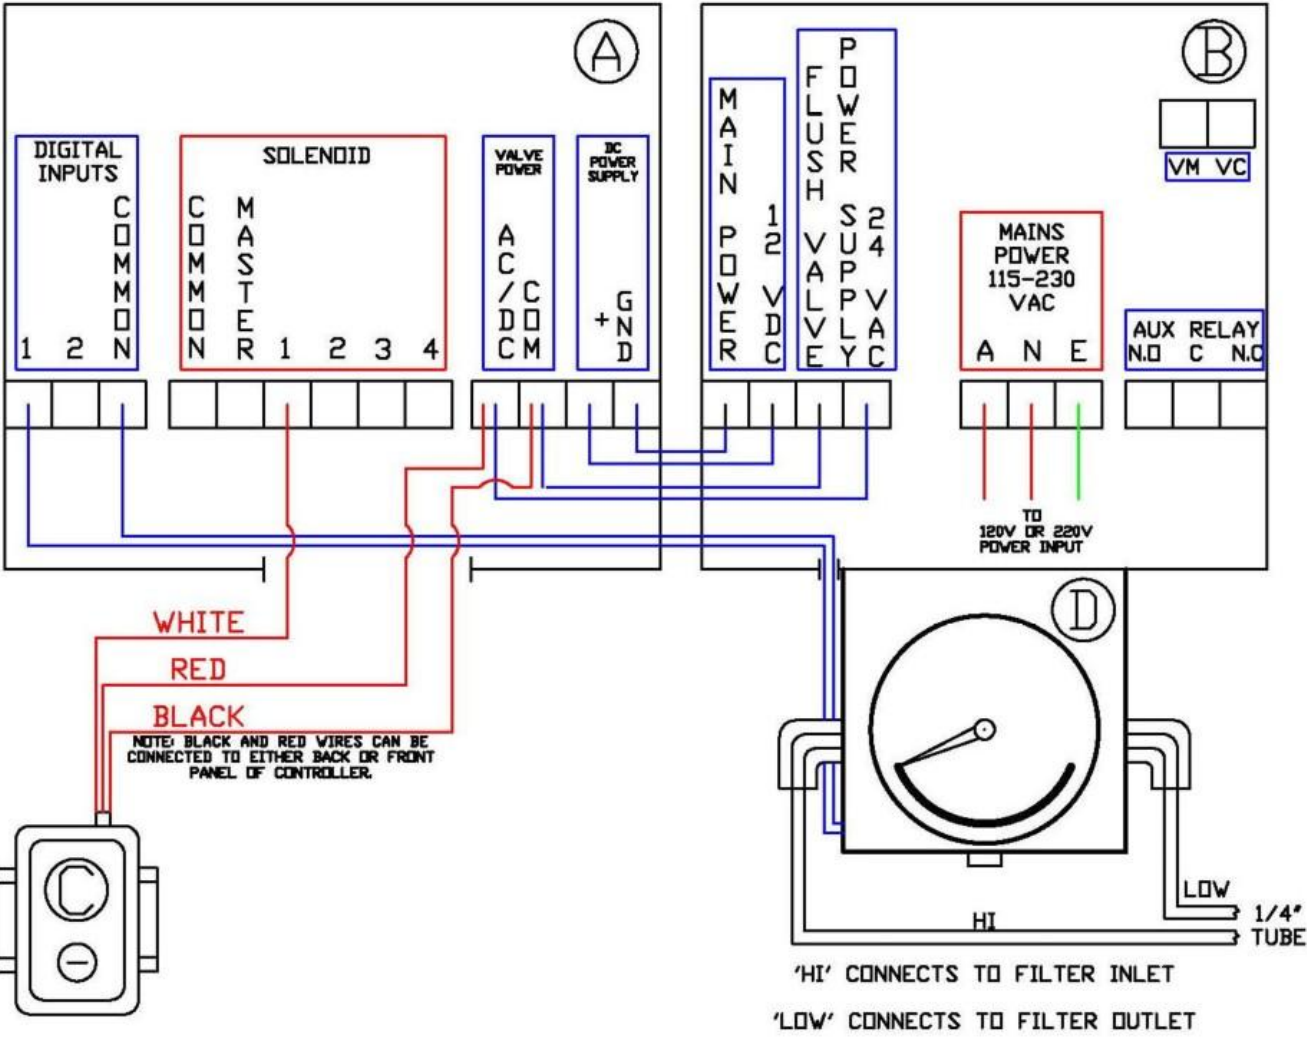 A
DIGITAL
INPUTS
1
2
COMMON
SOLENOID
COMMON
MASTER
1
2
3
4
VALVE
POWER
AC/DC
COM
DC
POWER
SUPPLY
+
GND
B
MAIN POWER
12 VDC
FLUSH VALVE
POWER SUPPLY
24 VAC
VM VC
MAINS
POWER
115-230
VAC
A N E
AUX RELAY
N.O C N.C
TO
120V OR 220V
POWER INPUT
WHITE
RED
BLACK
NOTE: BLACK AND RED WIRES CAN BE
CONNECTED TO EITHER BACK OR FRONT
PANEL OF CONTROLLER.
C
-
D
LOW
HI
1/4"
TUBE
'HI' CONNECTS TO FILTER INLET
'LOW' CONNECTS TO FILTER OUTLET